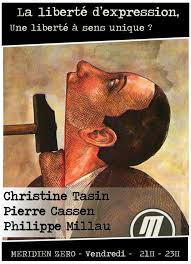 La liberté d'expression,
Une liberté à sens unique ?
Christine Tasin
Pierre Cassen
Philippe Millau
MERIDIEN ZERO - Vendredi - 21H - 23H